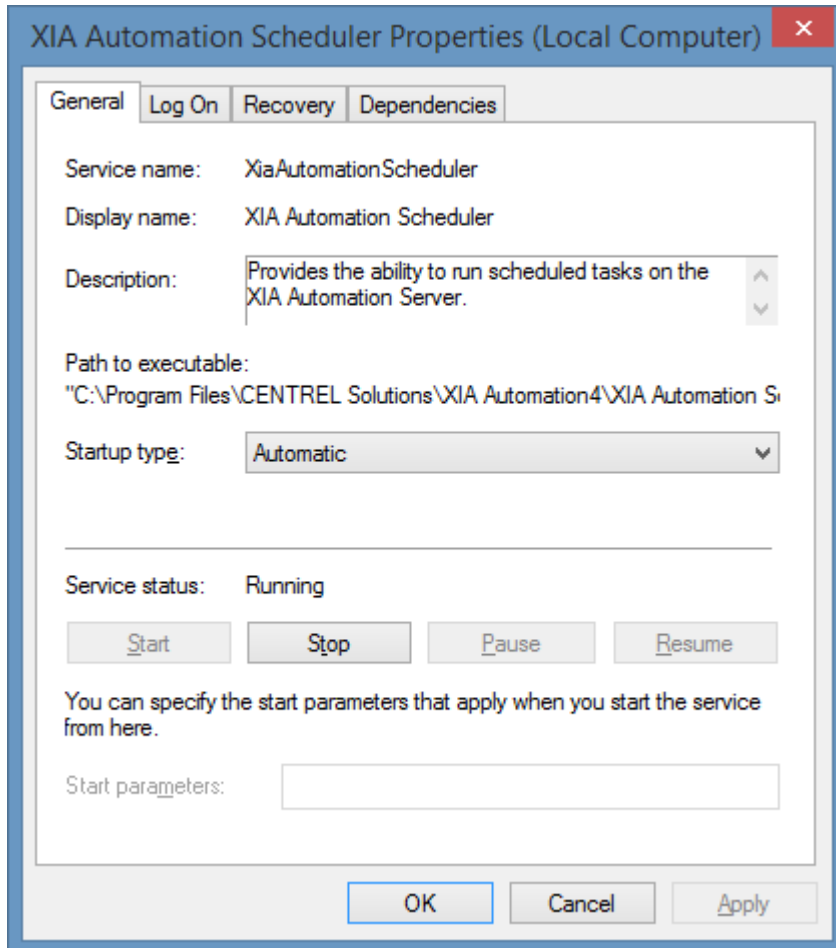 XIA Automation Scheduler Properties (Local Computer)
General Log On Recovery Dependencies
Service name: XiaAutomationScheduler
Display name: XIA Automation Scheduler
Description: Provides the ability to run scheduled tasks on the
XIA Automation Server.
Path to executable:
"C:\Program Files\CENTREL Solutions\XIA Automation4\XIA Automation
Startup type: Automatic
Service status: Running
Start Stop Pause Resume
You can specify the start parameters that apply when you start the service
from here.
Start parameters:
OK Cancel Apply